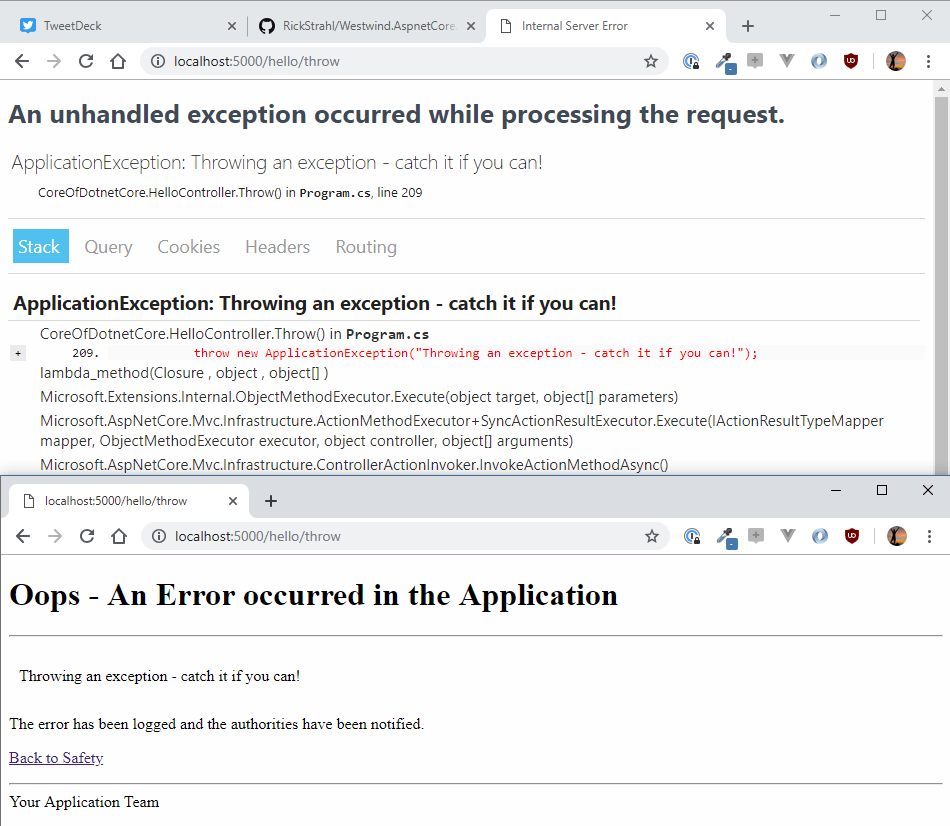 TweetDeck
RickStrahl/Westwind.AspnetCore.
Internal Server Error
localhost:5000/hello/throw
An unhandled exception occurred while processing the request.
ApplicationException: Throwing an exception - catch it if you can!
CoreOfDotnetCore.HelloController.Throw() in Program.cs, line 209
Stack Query Cookies Headers Routing
ApplicationException: Throwing an exception - catch it if you can!
CoreOfDotnetCore.HelloController.Throw() in Program.cs
+ 209. throw new ApplicationException("Throwing an exception - catch it if you can!");
lambda_method(Closure , object , object[] )
Microsoft.Extensions.Internal.ObjectMethodExecutor.Execute(object target, object[] parameters)
Microsoft.AspNetCore.Mvc.Infrastructure.ActionMethodExecutor+SyncActionResultExecutor.Execute(IActionResultTypeMapper
mapper, ObjectMethodExecutor executor, object controller, object[] arguments)
Microsoft.AspNetCore.Mvc.Infrastructure.ControllerActionInvoker.InvokeActionMethodAsync()
localhost:5000/hello/throw
localhost:5000/hello/throw
Oops - An Error occurred in the Application
Throwing an exception - catch it if you can!
The error has been logged and the authorities have been notified.
Back to Safety
Your Application Team